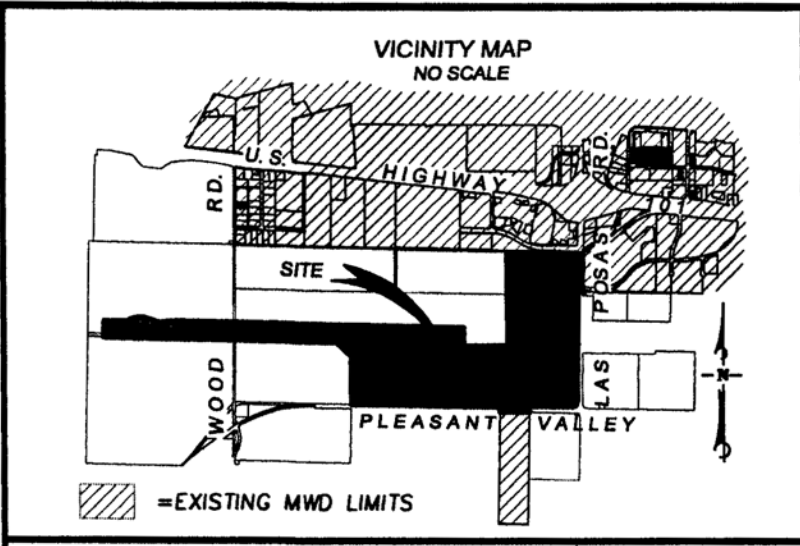 VICINITY MAP
NO SCALE
U.S. HIGHWAY 101
RD.
RD.
SITE
LAS POSAS
WOOD
N
PLEASANT VALLEY
=EXISTING MWD LIMITS